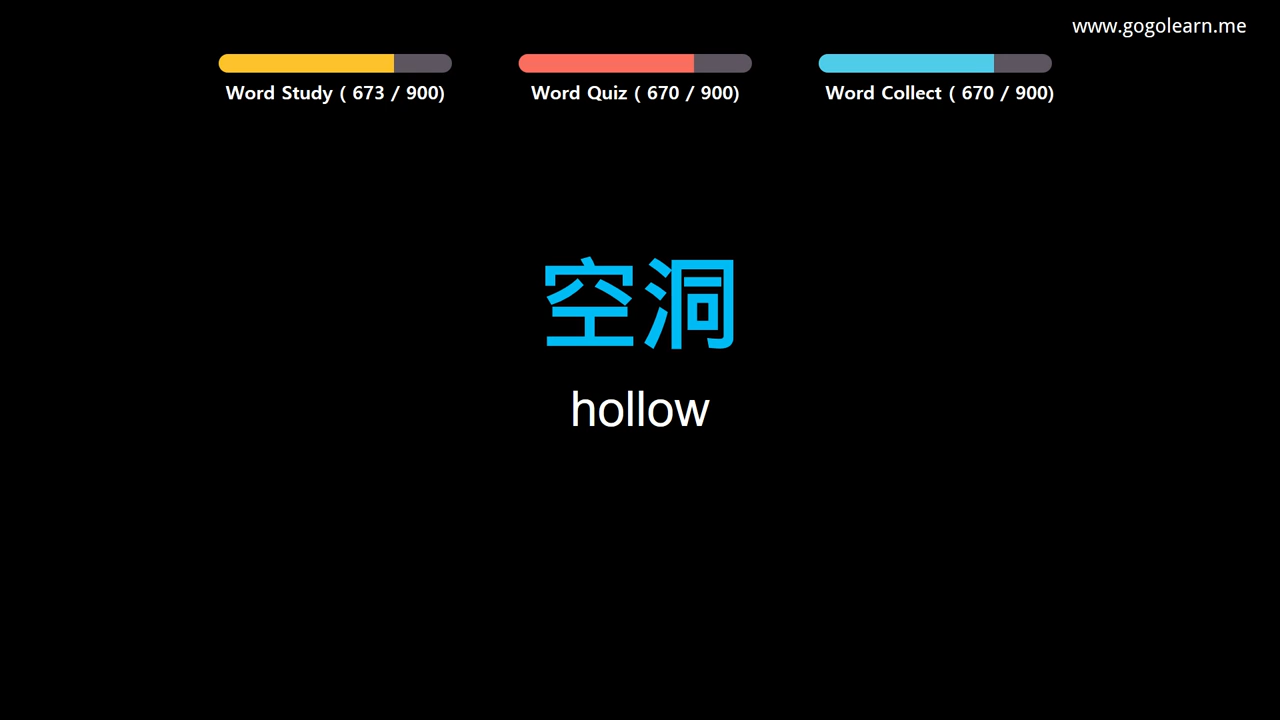 www.gogolearn.me
Word Study ( 673 / 900)
Word Quiz ( 670 / 900)
Word Collect ( 670 / 900)
空洞
hollow